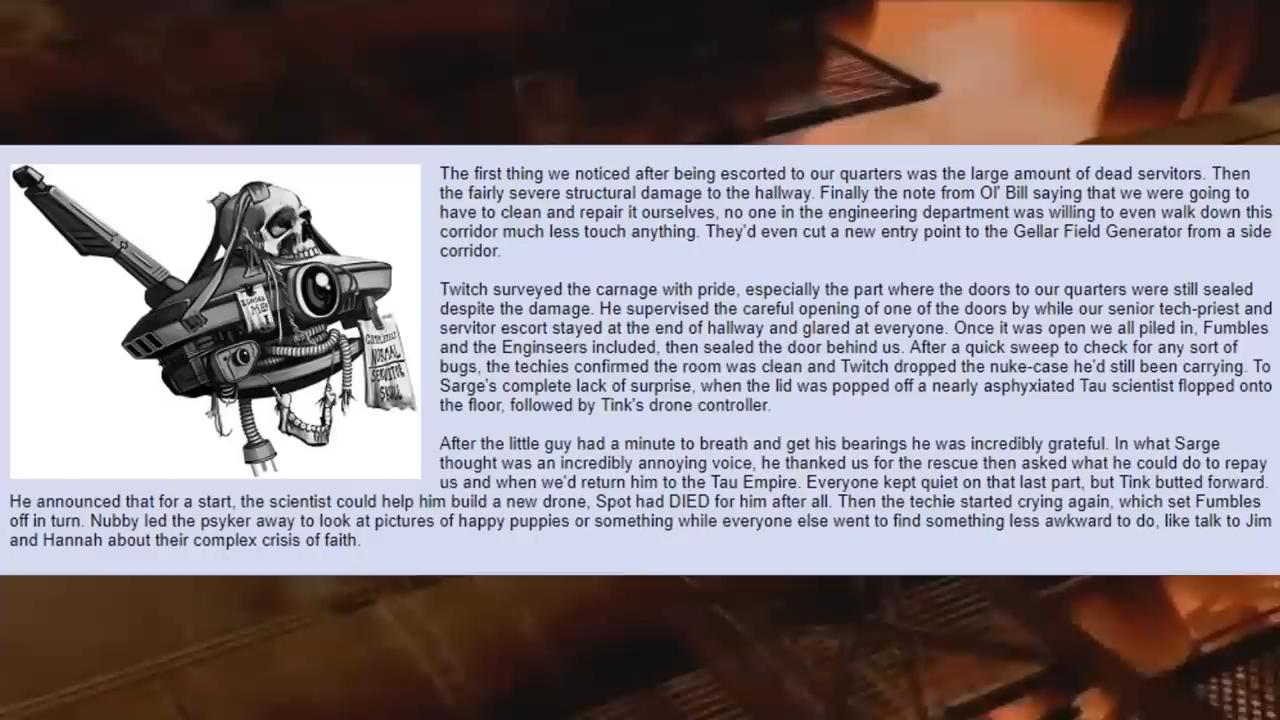 The first thing we noticed after being escorted to our quarters was the large amount of dead servitors. Then
the fairly severe structural damage to the hallway. Finally the note from Ol' Bill saying that we were going to
have to clean and repair it ourselves, no one in the engineering department was willing to even walk down this
corridor much less touch anything. They'd even cut a new entry point to the Gellar Field Generator from a side
corridor.
Twitch surveyed the carnage with pride, especially the part where the doors to our quarters were still sealed
despite the damage. He supervised the careful opening of one of the doors by while our senior tech-priest and
servitor escort stayed at the end of hallway and glared at everyone. Once it was open we all piled in, Fumbles
and the Enginseers included, then sealed the door behind us. After a quick sweep to check for any sort of
bugs, the techies confirmed the room was clean and Twitch dropped the nuke-case he'd still been carrying. To
Sarge's complete lack of surprise, when the lid was popped off a nearly asphyxiated Tau scientist flopped onto
the floor, followed by Tink's drone controller.
After the little guy had a minute to breath and get his bearings he was incredibly grateful. In what Sarge
thought was an incredibly annoying voice, he thanked us for the rescue then asked what he could do to repay
us and when we'd return him to the Tau Empire. Everyone kept quiet on that last part, but Tink butted forward.
He announced that for a start, the scientist could help him build a new drone, Spot had DIED for him after all. Then the techie started crying again, which set Fumbles
off in turn. Nubby led the psyker away to look at pictures of happy puppies or something while everyone else went to find something less awkward to do, like talk to Jim
and Hannah about their complex crisis of faith.
IGNORE
ME!
COMPLETELY
NORMAL
SERVITOR
SKULL